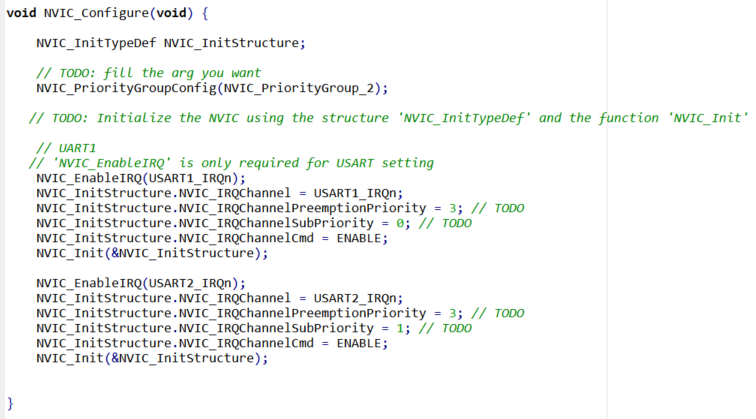 void NVIC_Configure(void) {
NVIC_InitTypeDef NVIC_InitStructure;
// TODO: fill the arg you want
NVIC_PriorityGroupConfig(NVIC_PriorityGroup_2);
// TODO: Initialize the NVIC using the structure 'NVIC_InitTypeDef' and the function 'NVIC_Init'
// UART1
// 'NVIC_EnableIRQ' is only required for USART setting
NVIC_EnableIRQ(USART1_IRQn);
NVIC_InitStructure.NVIC_IRQChannel = USART1_IRQn;
NVIC_InitStructure.NVIC_IRQChannelPreemptionPriority = 3; // TODO
NVIC_InitStructure.NVIC_IRQChannelSubPriority = 0; // TODO
NVIC_InitStructure.NVIC_IRQChannelCmd = ENABLE;
NVIC_Init(&NVIC_InitStructure);
NVIC_EnableIRQ(USART2_IRQn);
NVIC_InitStructure.NVIC_IRQChannel = USART2_IRQn;
NVIC_InitStructure.NVIC_IRQChannelPreemptionPriority = 3; // TODO
NVIC_InitStructure.NVIC_IRQChannelSubPriority = 1; // TODO
NVIC_InitStructure.NVIC_IRQChannelCmd = ENABLE;
NVIC_Init(&NVIC_InitStructure);
}